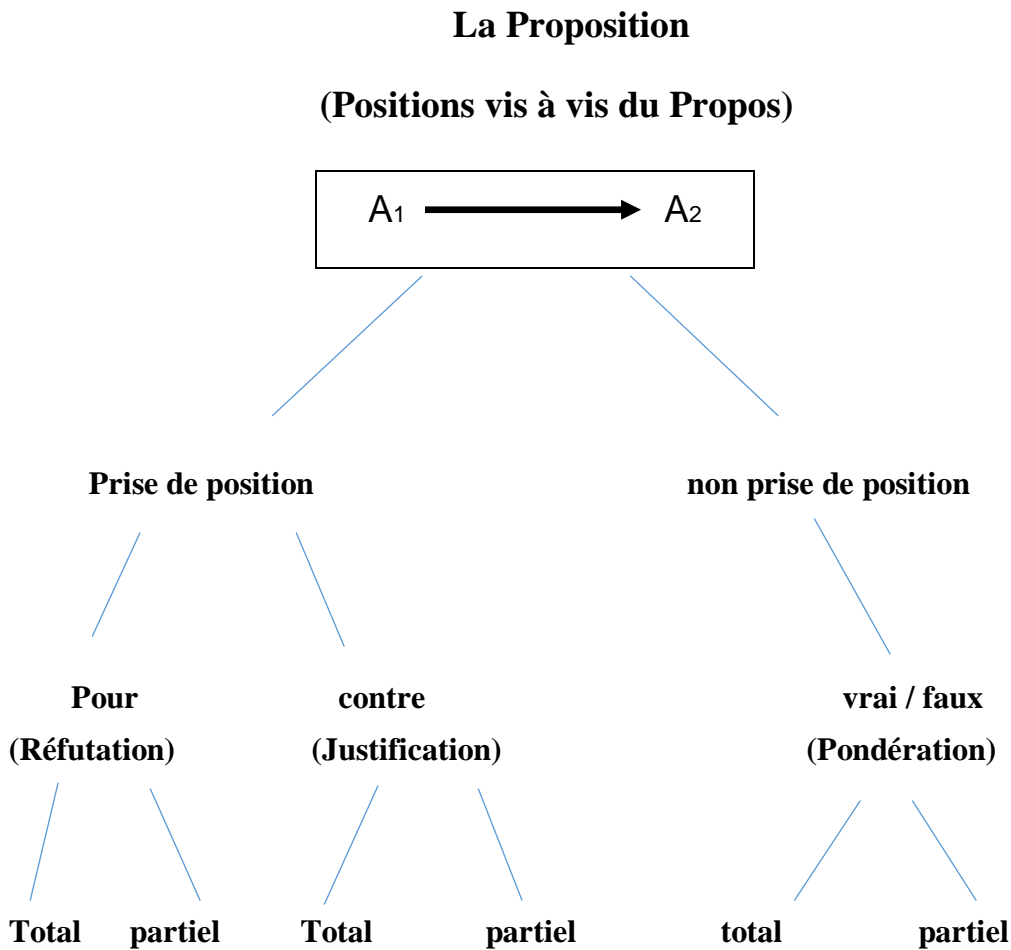 La Proposition
(Positions vis à vis du Propos)
A1 A2
Prise de position non prise de position
Pour contre vrai / faux
(Réfutation) (Justification) (Pondération)
Total partiel Total partiel total partiel